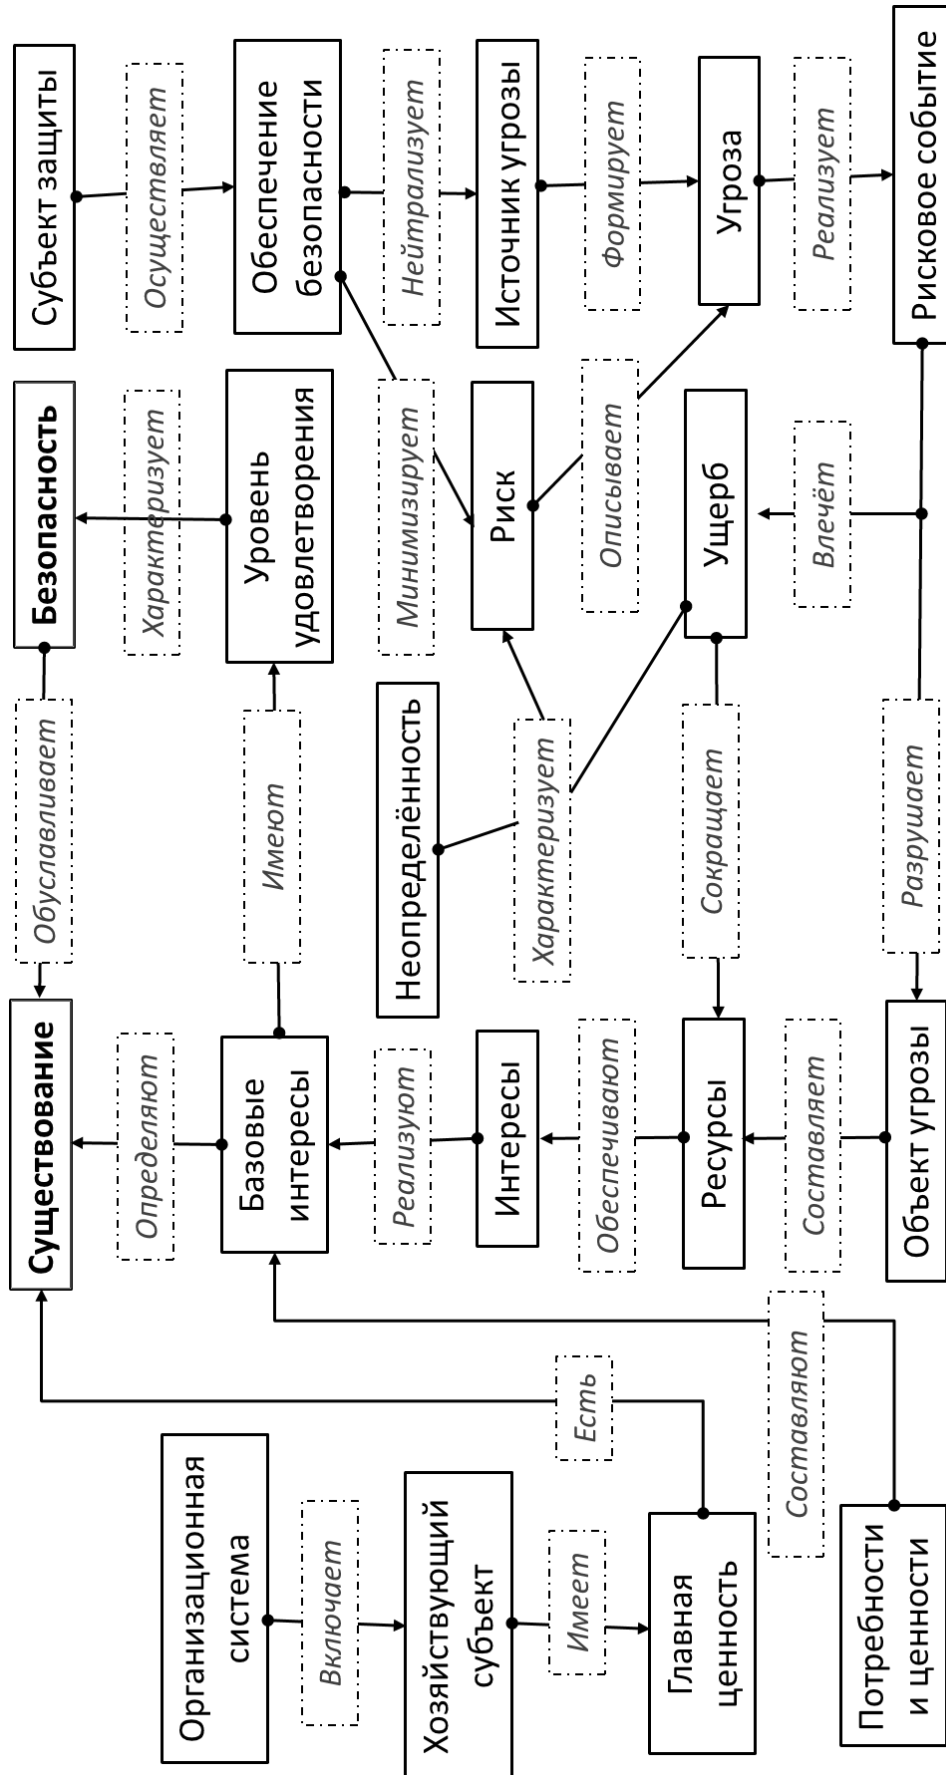 Организационная
система
Включает
Хозяйствующий
субъект
Имеет
Главная
ценность
Есть
Потребности
и ценности
Составляют
Существование
Определяют
Базовые
интересы
Реализуют
Интересы
Обеспечивают
Ресурсы
Составляет
Объект угрозы
Обуславливает
Имеют
Неопределённость
Характеризует
Сокращает
Разрушает
Безопасность
Характеризует
Уровень
удовлетворения
Минимизирует
Риск
Описывает
Ущерб
Влечёт
Субъект защиты
Осуществляет
Обеспечение
безопасности
Нейтрализует
Источник угрозы
Формирует
Угроза
Реализует
Рисковое событие